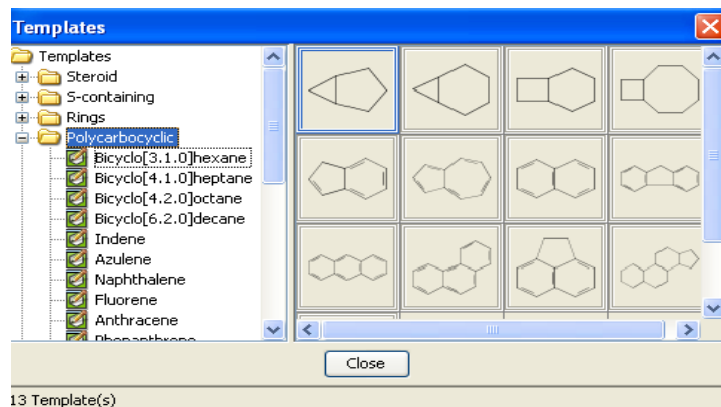 Templates
Templates
Steroid
S-containing
Rings
Polycarbocyclic
Bicyclo[3.1.0]hexane
Bicyclo[4.1.0]heptane
Bicyclo[4.2.0]octane
Bicyclo[6.2.0]decane
Indene
Azulene
Naphthalene
Fluorene
Anthracene
Phenanthrene
Close
13 Template(s)